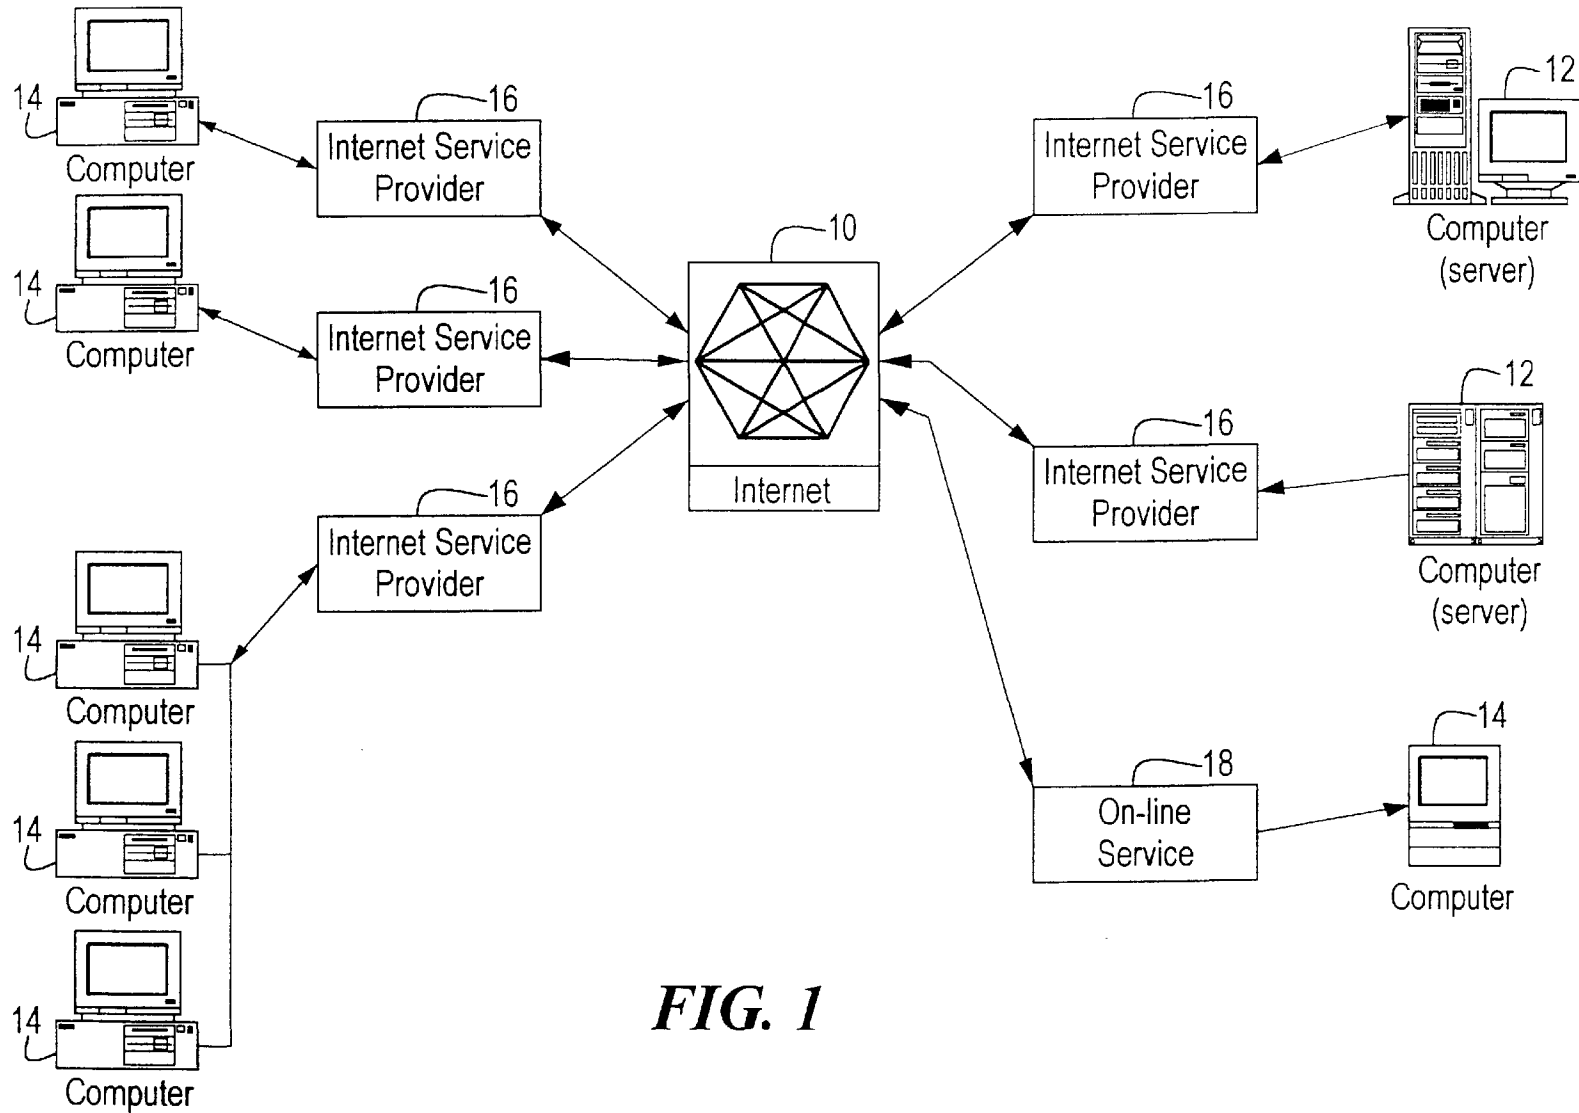 14
Computer
14
Computer
16
Internet Service
Provider
16
Internet Service
Provider
16
Internet Service
Provider
14
Computer
14
Computer
14
Computer
10
Internet
16
Internet Service
Provider
12
Computer
(server)
16
Internet Service
Provider
12
Computer
(server)
18
On-line
Service
14
Computer
FIG. 1